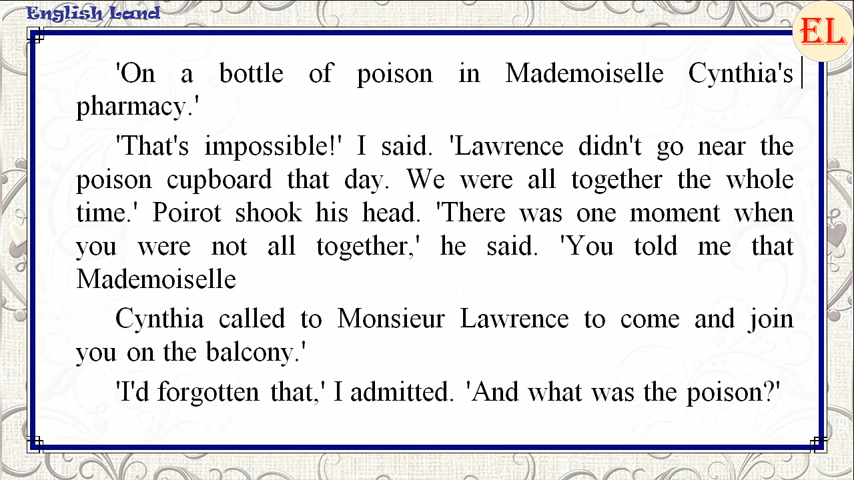 English Land
EL
'On a bottle of poison in Mademoiselle Cynthia's
pharmacy.'
'That's impossible!' I said. 'Lawrence didn't go near the
poison cupboard that day. We were all together the whole
time.' Poirot shook his head. 'There was one moment when
you were not all together,' he said. 'You told me that
Mademoiselle
Cynthia called to Monsieur Lawrence to come and join
you on the balcony.'
'I'd forgotten that,' I admitted. 'And what was the poison?'